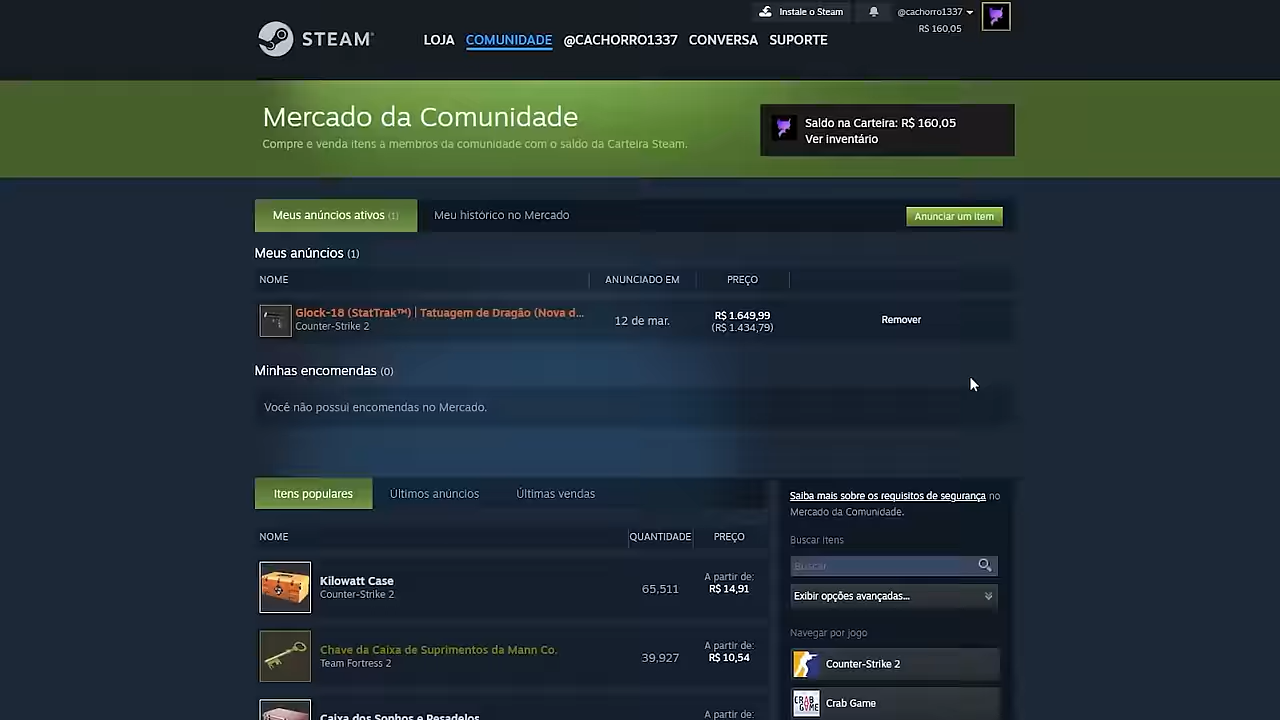 Instale o Steam
@cachorro1337
R$ 160,05
STEAM
LOJA COMUNIDADE @CACHORRO1337 CONVERSA SUPORTE
Mercado da Comunidade
Compre e venda itens à membros da comunidade com o saldo da Carteira Steam.
Saldo na Carteira: R$ 160,05
Ver inventário
Meus anúncios ativos (1)
Meu histórico no Mercado
Anunciar um item
Meus anúncios (1)
NOME ANUNCIADO EM PREÇO
Glock-18 (StatTrak™) | Tatuagem de Dragão (Nova d...
Counter-Strike 2
12 de mar.
R$ 1.649,99
(R$ 1.434,79)
Remover
Minhas encomendas (0)
Você não possui encomendas no Mercado.
Itens populares
Últimos anúncios
Últimas vendas
NOME QUANTIDADE PREÇO
Kilowatt Case
Counter-Strike 2
65,511
A partir de:
R$ 14,91
Chave da Caixa de Suprimentos da Mann Co.
Team Fortress 2
39,927
A partir de:
R$ 10,54
Caixa dos Sonhos e Pesadelos
A partir de:
Saiba mais sobre os requisitos de segurança no
Mercado da Comunidade.
Buscar itens
Buscar
Exibir opções avançadas...
Navegar por jogo
Counter-Strike 2
CRAB GAME
Crab Game